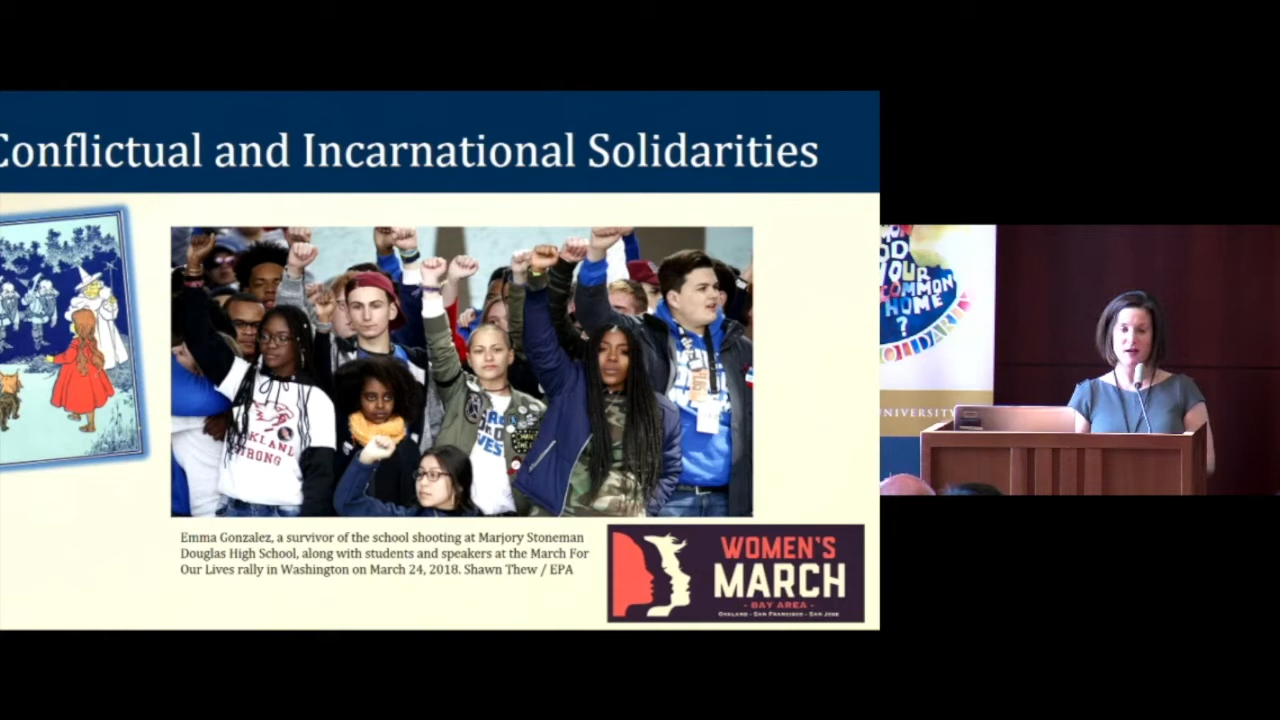 Conflictual and Incarnational Solidarities
STRONG
Emma Gonzalez, a survivor of the school shooting at Marjory Stoneman
Douglas High School, along with students and speakers at the March For
Our Lives rally in Washington on March 24, 2018. Shawn Thew / EPA
WOMEN'S
MARCH
- BAY AREA -
OAKLAND - SAN FRANCISCO - SAN JOSE
OUR
COMMON
HOME
?
UNIVERSITY